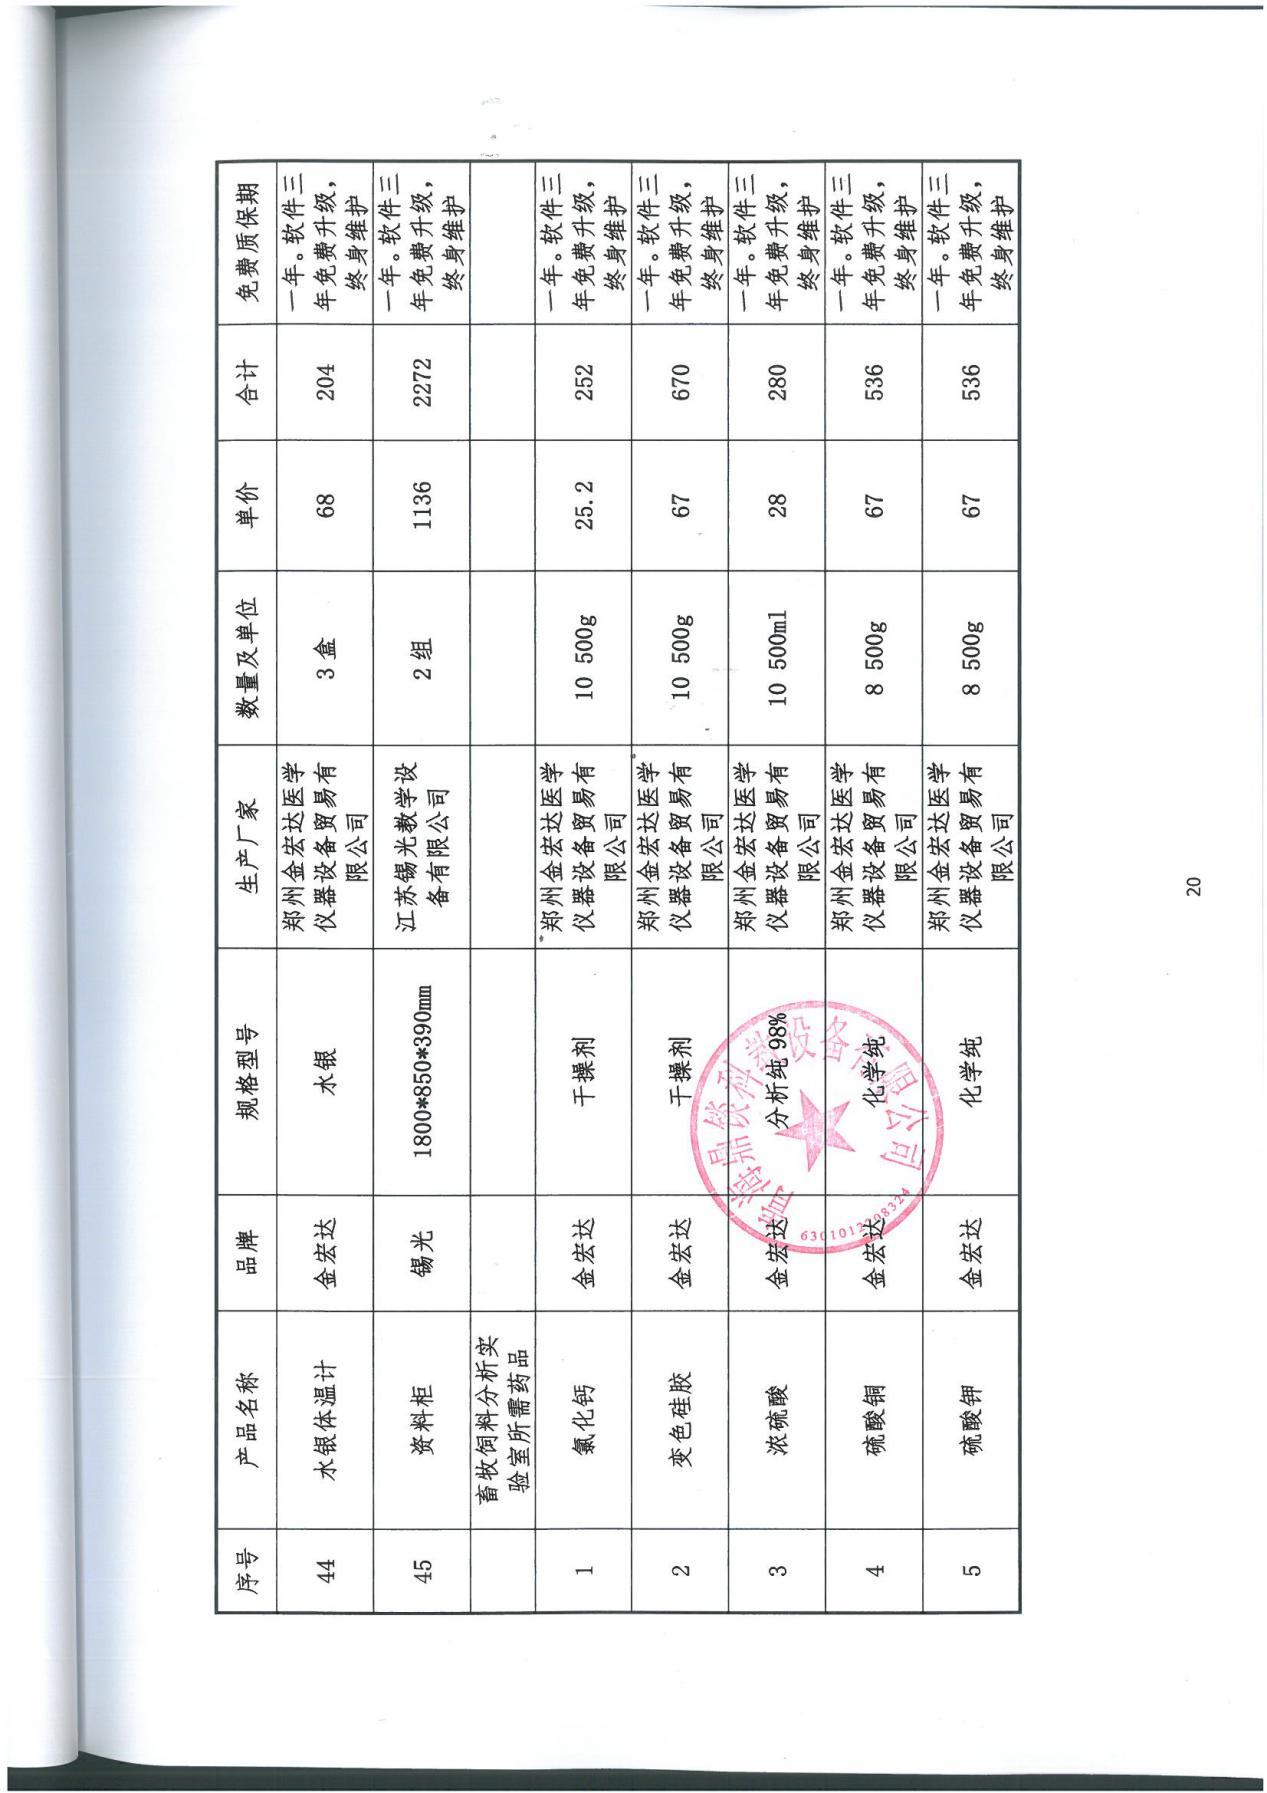 序号 产品名称 品牌 规格型号 生产厂家 数量及单位 单价 合计 免费质保期
44 水银体温计 金宏达 水银 郑州金宏达医学仪器设备贸易有限公司 3 盒 68 204 一年。软件三年免费升级，终身维护
45 资料柜 锡光 1800*850*390mm 江苏锡光教学设备有限公司 2 组 1136 2272 一年。软件三年免费升级，终身维护
畜牧饲料分析实验室所需药品
1 氯化钙 金宏达 干操剂 郑州金宏达医学仪器设备贸易有限公司 10 500g 25.2 252 一年。软件三年免费升级，终身维护
2 变色硅胶 金宏达 干操剂 郑州金宏达医学仪器设备贸易有限公司 10 500g 67 670 一年。软件三年免费升级，终身维护
3 浓硫酸 金宏达 分析纯 98% 郑州金宏达医学仪器设备贸易有限公司 10 500ml 28 280 一年。软件三年免费升级，终身维护
4 硫酸铜 金宏达 化学纯 郑州金宏达医学仪器设备贸易有限公司 8 500g 67 536 一年。软件三年免费升级，终身维护
5 硫酸钾 金宏达 化学纯 郑州金宏达医学仪器设备贸易有限公司 8 500g 67 536 一年。软件三年免费升级，终身维护
20